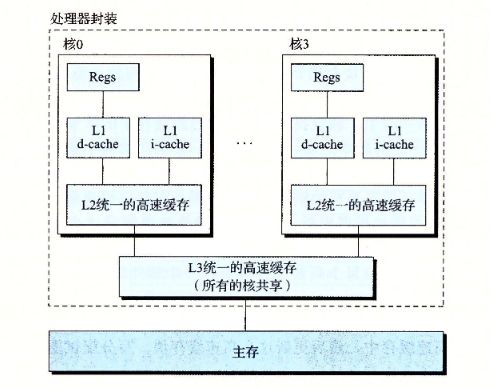 处理器封装
核0
核3
Regs
Regs
L1
d-cache
L1
i-cache
...
L1
d-cache
L1
i-cache
L2统一的高速缓存
L2统一的高速缓存
L3统一的高速缓存
（所有的核共享）
主存